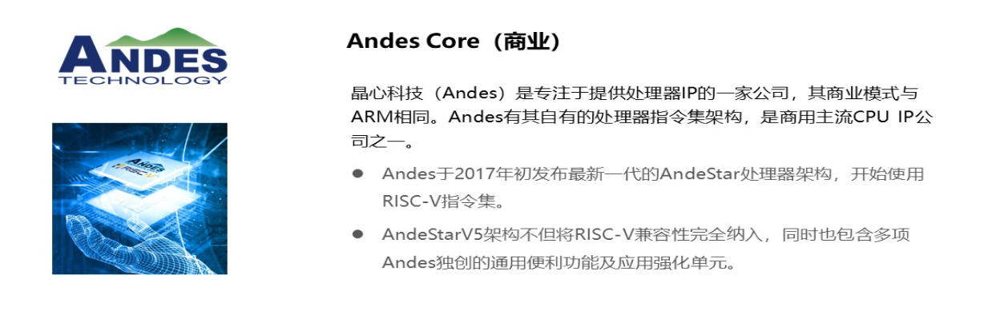 ANDES
TECHNOLOGY
ANDES
RISC-V
Andes Core（商业）
晶心科技（Andes）是专注于提供处理器IP的一家公司，其商业模式与
ARM相同。Andes有其自有的处理器指令集架构，是商用主流CPU IP公
司之一。
● Andes于2017年初发布最新一代的AndeStar处理器架构，开始使用
RISC-V指令集。
● AndeStarV5架构不但将RISC-V兼容性完全纳入，同时也包含多项
Andes独创的通用便利功能及应用强化单元。